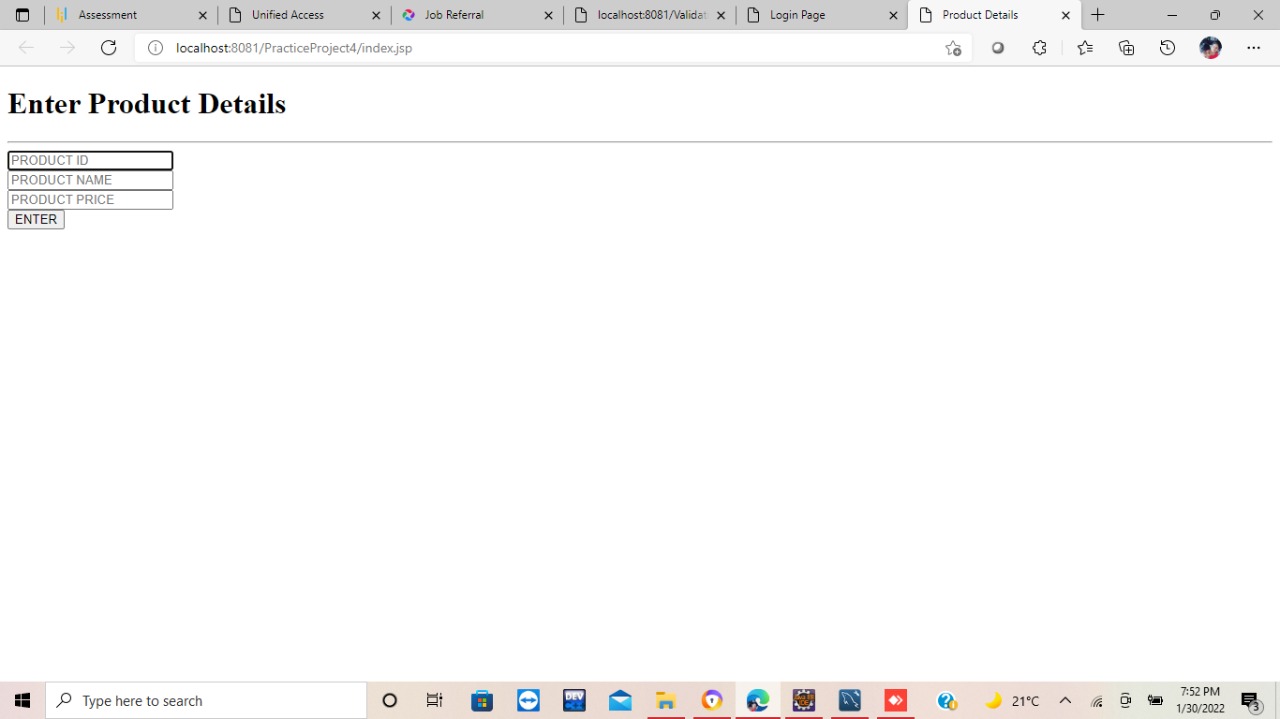 Assessment
Unified Access
Job Referral
localhost:8081/Validat
Login Page
Product Details
localhost:8081/PracticeProject4/index.jsp
Enter Product Details
PRODUCT ID
PRODUCT NAME
PRODUCT PRICE
ENTER
Type here to search
DEV
21°C
7:52 PM
1/30/2022
3